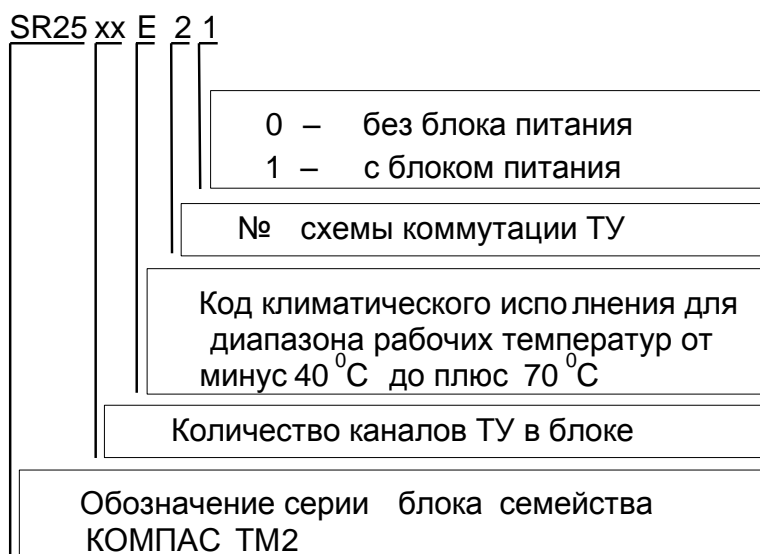 SR25 xx E 2 1
0 – без блока питания
1 – с блоком питания
№ схемы коммутации ТУ
Код климатического исполнения для
диапазона рабочих температур от
минус 40 ⁰С до плюс 70 ⁰С
Количество каналов ТУ в блоке
Обозначение серии блока семейства
КОМПАС ТМ2